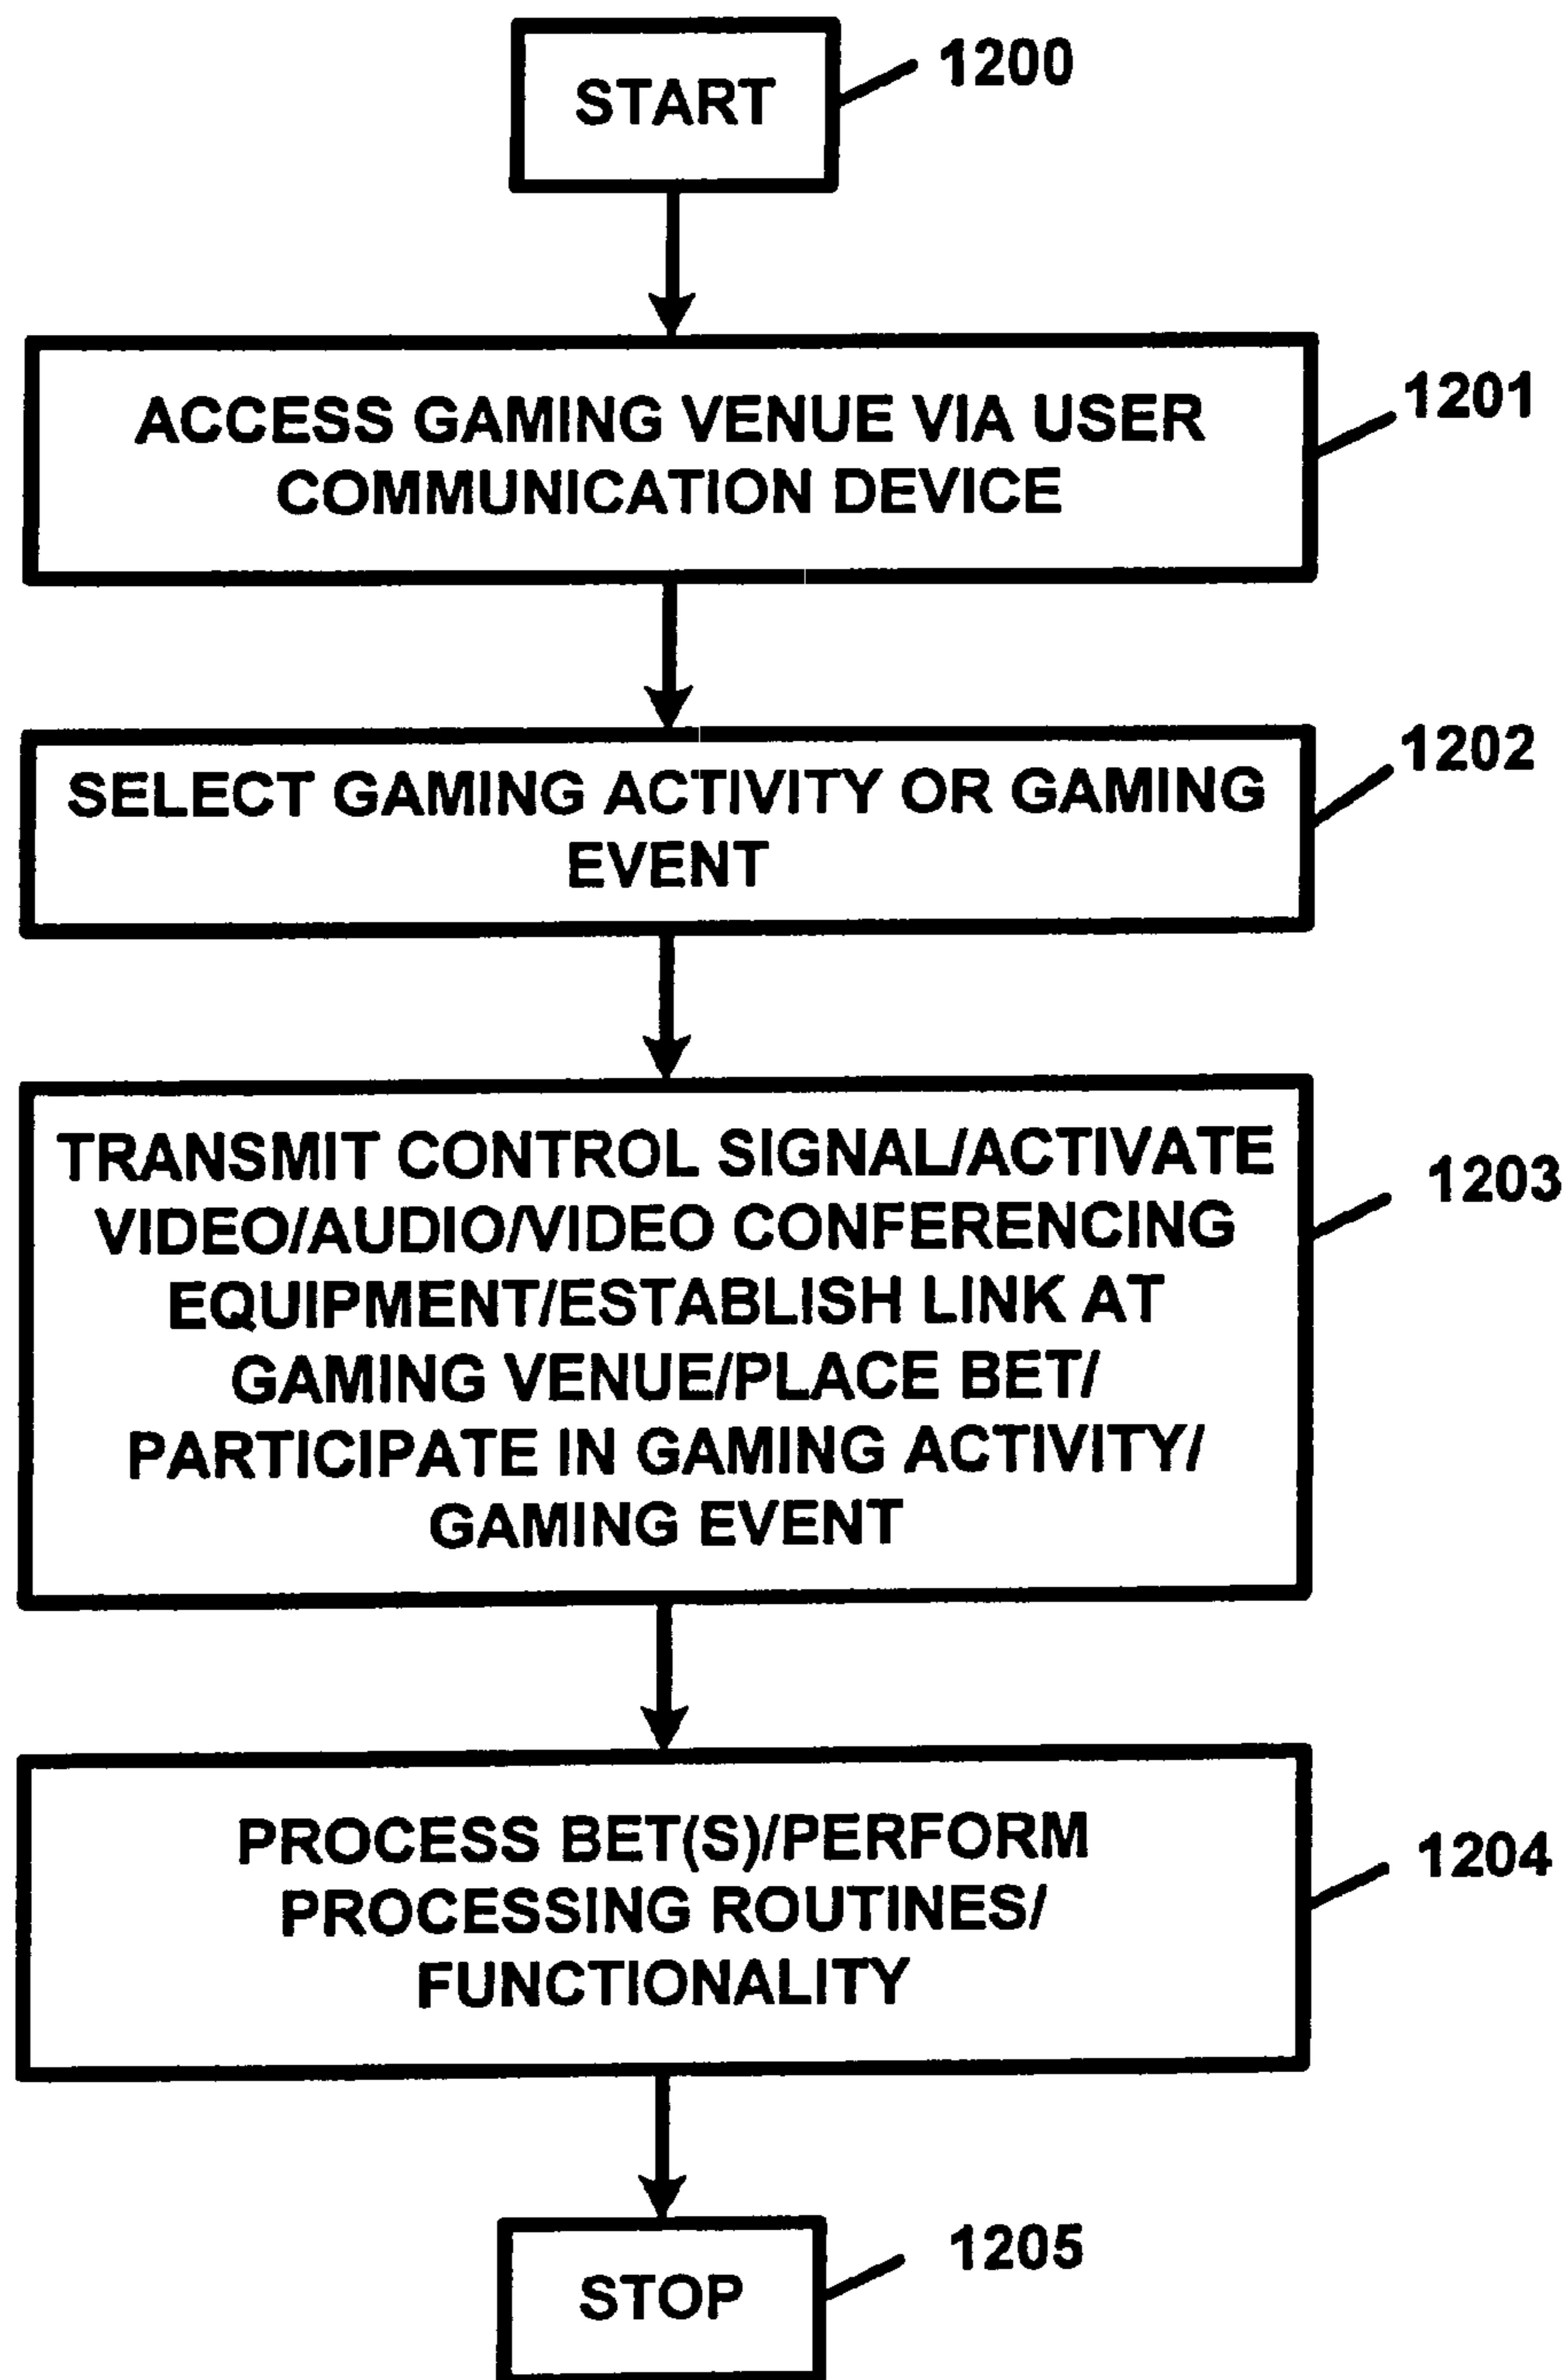 START
1200
ACCESS GAMING VENUE VIA USER
COMMUNICATION DEVICE
1201
SELECT GAMING ACTIVITY OR GAMING
EVENT
1202
TRANSMIT CONTROL SIGNAL/ACTIVATE
VIDEO/AUDIO/VIDEO CONFERENCING
EQUIPMENT/ESTABLISH LINK AT
GAMING VENUE/PLACE BET/
PARTICIPATE IN GAMING ACTIVITY/
GAMING EVENT
1203
PROCESS BET(S)/PERFORM
PROCESSING ROUTINES/
FUNCTIONALITY
1204
STOP
1205